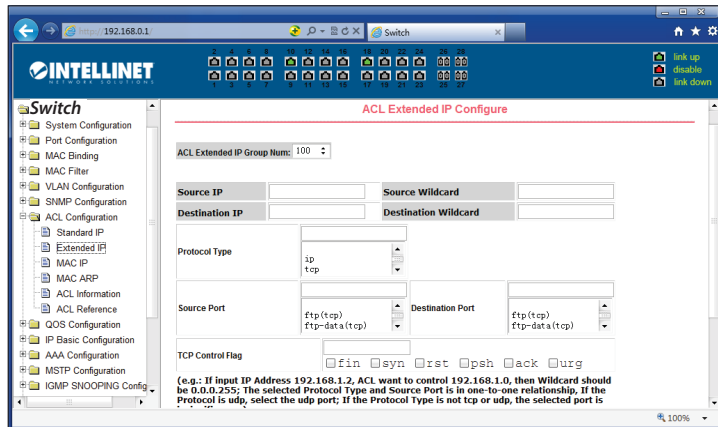 http://192.168.0.1/
Switch
INTELLINET
NETWORK SOLUTIONS
2 4 6 8 10 12 14 16 18 20 22 24 26 28
1 3 5 7 9 11 13 15 17 19 21 23 25 27
link up
disable
link down
Switch
System Configuration
Port Configuration
MAC Binding
MAC Filter
VLAN Configuration
SNMP Configuration
ACL Configuration
Standard IP
Extended IP
MAC IP
MAC ARP
ACL Information
ACL Reference
QOS Configuration
IP Basic Configuration
AAA Configuration
MSTP Configuration
IGMP SNOOPING Config
ACL Extended IP Configure
ACL Extended IP Group Num: 100
Source IP
Source Wildcard
Destination IP
Destination Wildcard
Protocol Type
ip
tcp
Source Port
ftp(tcp)
ftp-data(tcp)
Destination Port
ftp(tcp)
ftp-data(tcp)
TCP Control Flag
fin syn rst psh ack urg
(e.g.: If input IP Address 192.168.1.2, ACL want to control 192.168.1.0, then Wildcard should
be 0.0.0.255; The selected Protocol Type and Source Port is in one-to-one relationship, If the
Protocol is udp, select the udp port; If the Protocol Type is not tcp or udp, the selected port is
100%